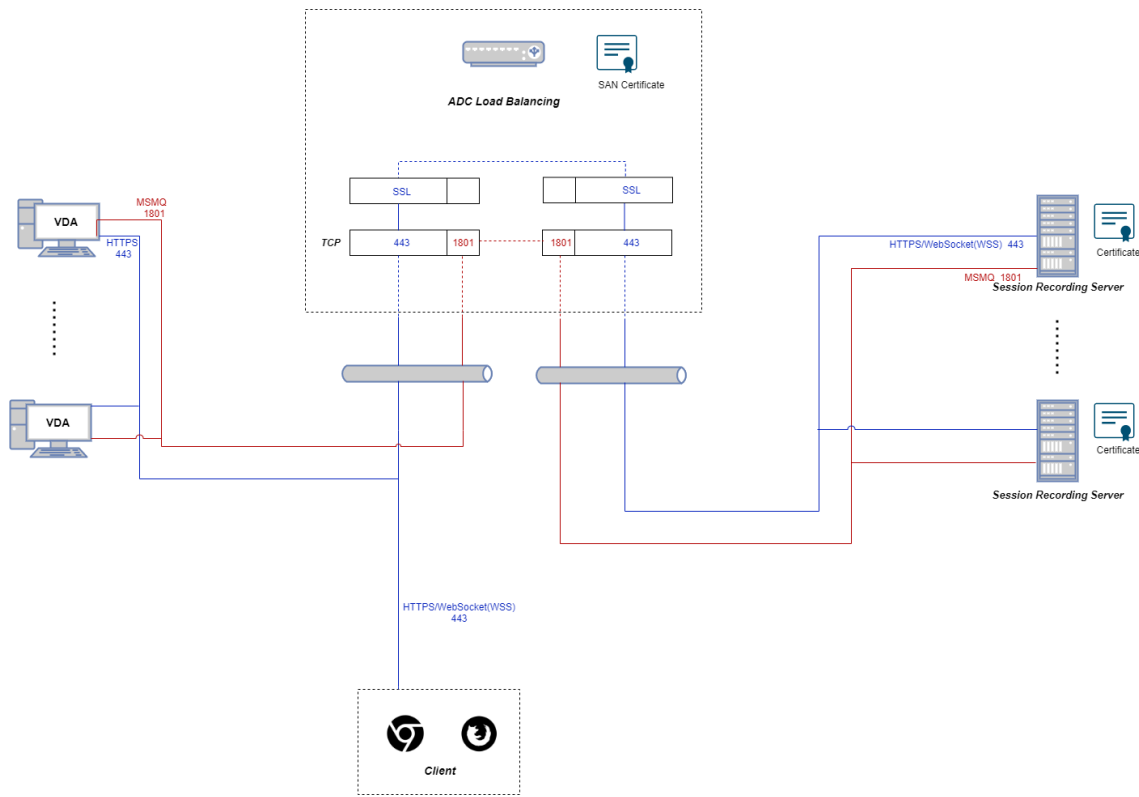 SAN Certificate
ADC Load Balancing
SSL
SSL
TCP
443
1801
1801
443
MSMQ
1801
VDA
HTTPS
443
HTTPS/WebSocket(WSS) 443
Certificate
MSMQ 1801
Session Recording Server
VDA
Certificate
Session Recording Server
HTTPS/WebSocket(WSS)
443
Client